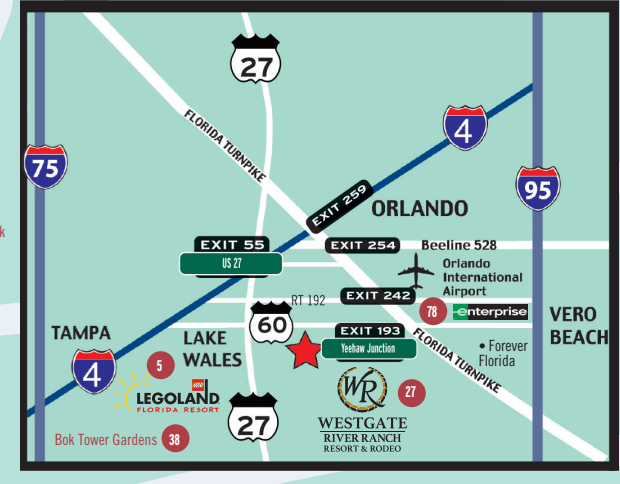 27
FLORIDA TURNPIKE
4
75
95
EXIT 259
ORLANDO
k
EXIT 55
US 27
EXIT 254
Beeline 528
Orlando
International
Airport
RT 192
EXIT 242
78
enterprise
60
EXIT 193
Yeehaw Junction
VERO
BEACH
TAMPA
LAKE
WALES
4
5
FLORIDA TURNPIKE
• Forever
Florida
LEGO
LEGOLAND
FLORIDA RESORT
WR
27
27
WESTGATE
RIVER RANCH
RESORT & RODEO
Bok Tower Gardens 38